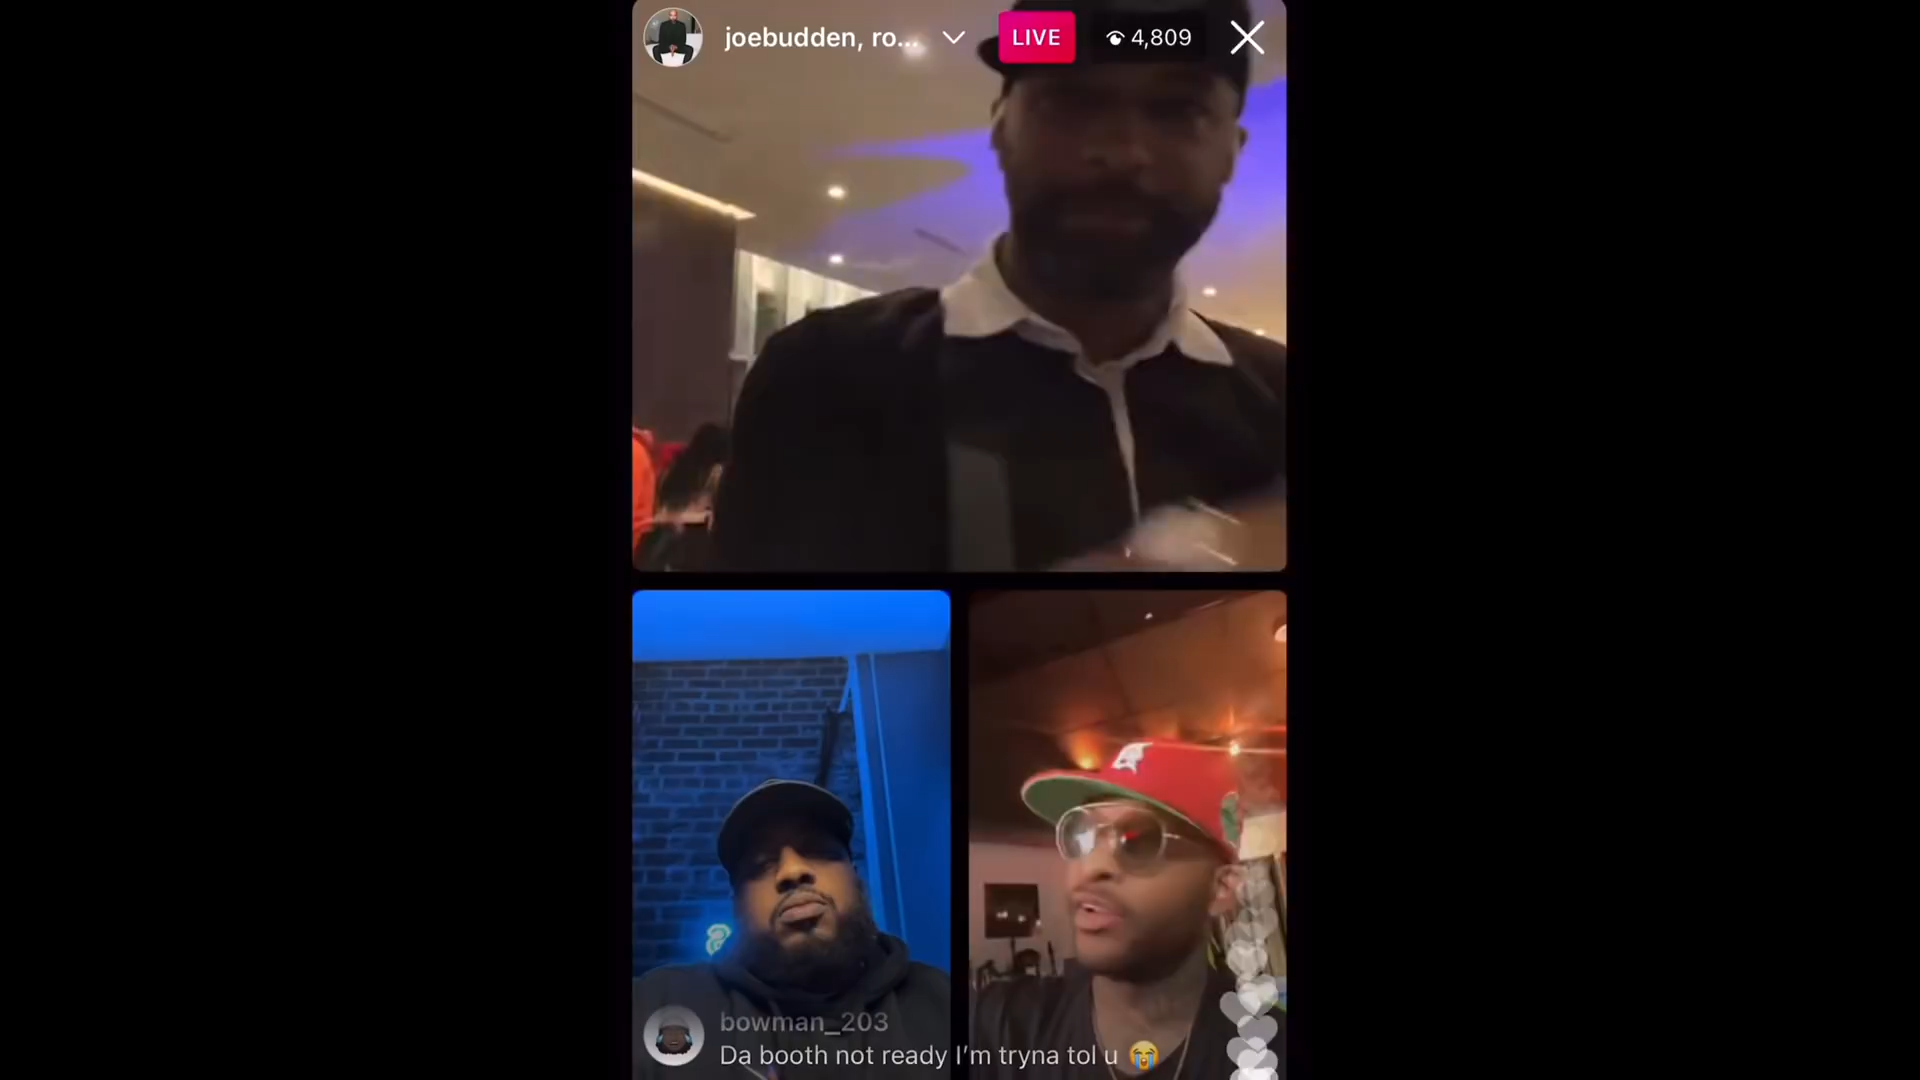 joebudden, ro...
LIVE
4,809
bowman_203
Da booth not ready I'm tryna tol u 😭